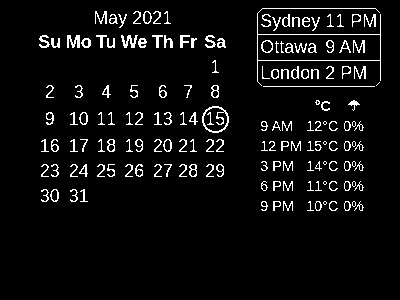 May 2021
Su Mo Tu We Th Fr Sa
1
2 3 4 5 6 7 8
9 10 11 12 13 14 15
16 17 18 19 20 21 22
23 24 25 26 27 28 29
30 31
Sydney 11 PM
Ottawa 9 AM
London 2 PM
°C ☂
9 AM 12°C 0%
12 PM 15°C 0%
3 PM 14°C 0%
6 PM 11°C 0%
9 PM 10°C 0%